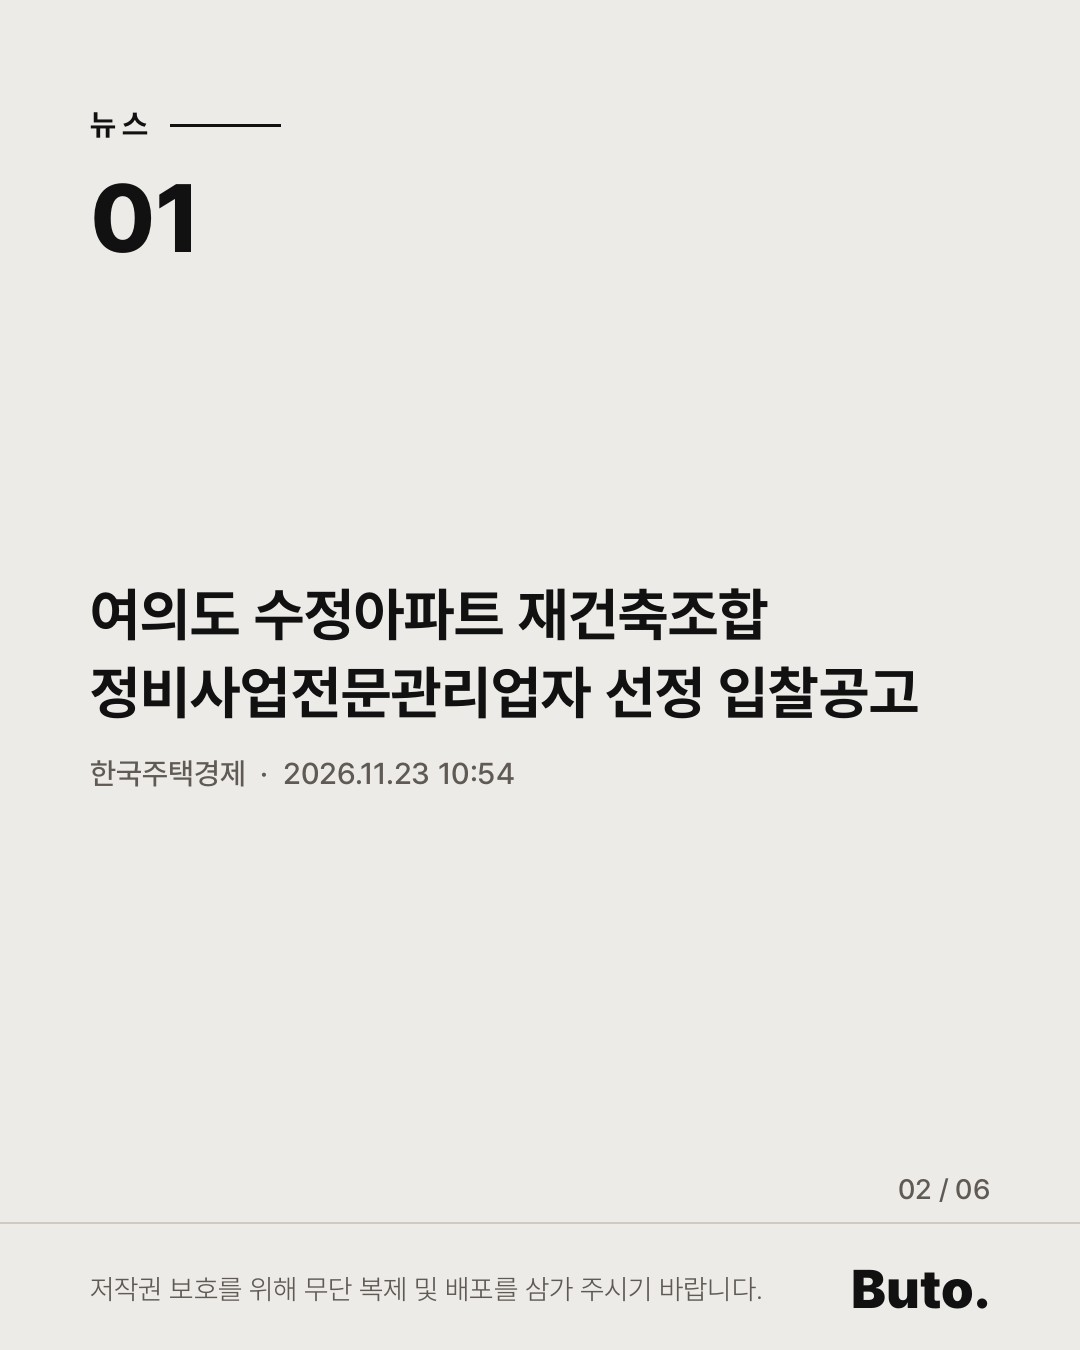 뉴스
01
여의도 수정아파트 재건축조합
정비사업전문관리업자 선정 입찰공고
한국주택경제 · 2026.11.23 10:54
02 / 06
저작권 보호를 위해 무단 복제 및 배포를 삼가 주시기 바랍니다.
Buto.